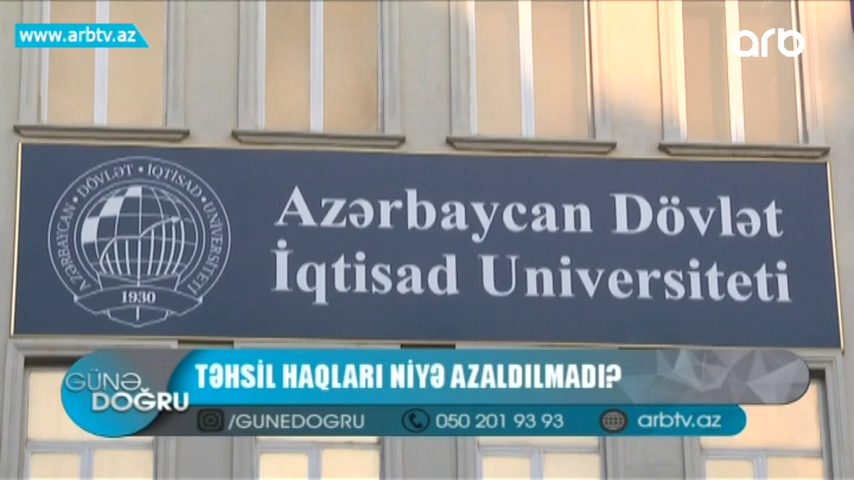 www.arbtv.az
arb
AZƏRBAYCAN • DÖVLƏT • İQTİSAD • UNİVERSİTETİ
1930
Azərbaycan Dövlət
İqtisad Universiteti
GÜNƏ
DOĞRU
TƏHSİL HAQLARI NİYƏ AZALDILMADI?
/GUNEDOGRU
050 201 93 93
arbtv.az